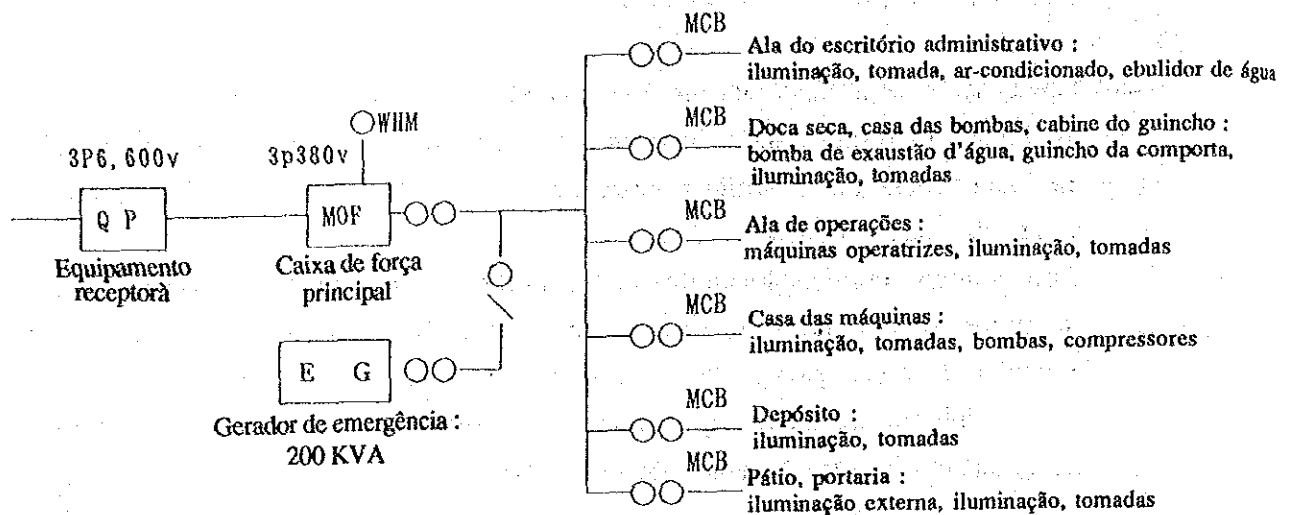 MCB
Ala do escritório administrativo :
iluminação, tomada, ar-condicionado, ebulidor de água
WHM
3P6, 600v
3p380v
Q P
MOF
Equipamento
receptorà
Caixa de força
principal
E G
Gerador de emergência :
200 KVA
MCB
Doca seca, casa das bombas, cabine do guincho :
bomba de exaustão d'água, guincho da comporta,
iluminação, tomadas
MCB
Ala de operações :
máquinas operatrizes, iluminação, tomadas
MCB
Casa das máquinas :
iluminação, tomadas, bombas, compressores
MCB
Depósito :
iluminação, tomadas
MCB
Pátio, portaria :
iluminação externa, iluminação, tomadas